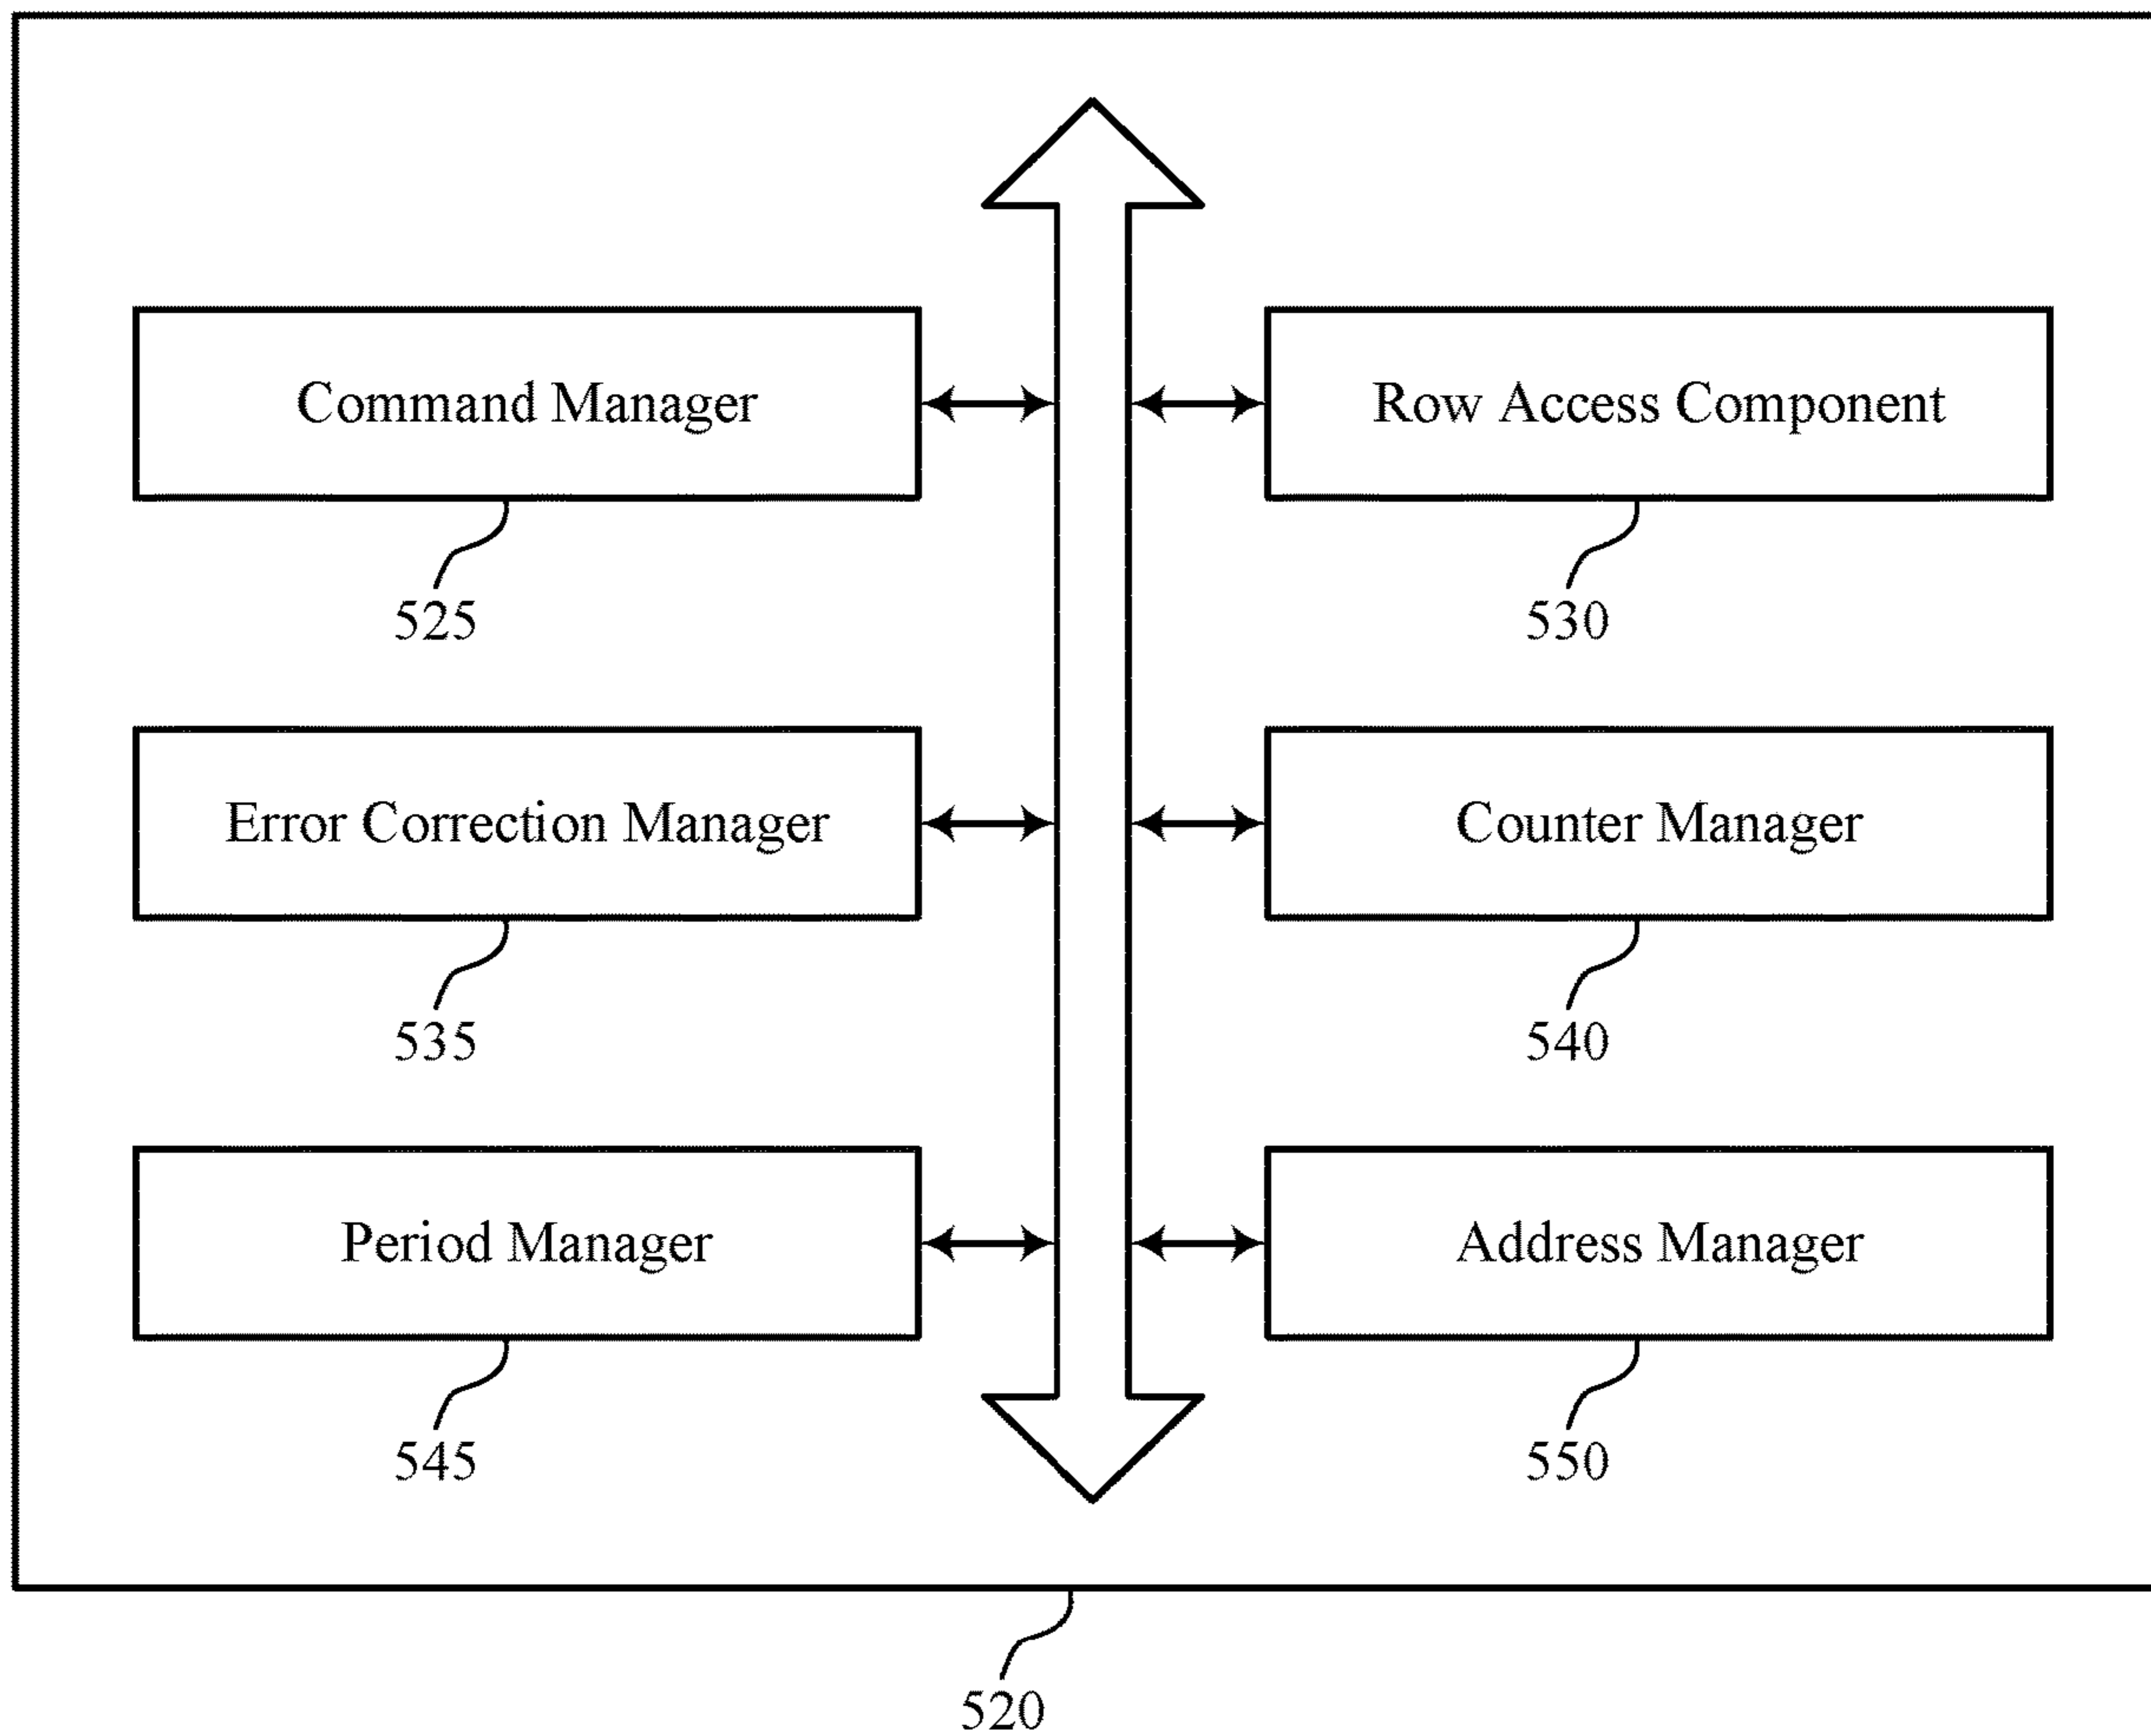 Command Manager
Row Access Component
525
530
Error Correction Manager
Counter Manager
535
540
Period Manager
Address Manager
545
550
520